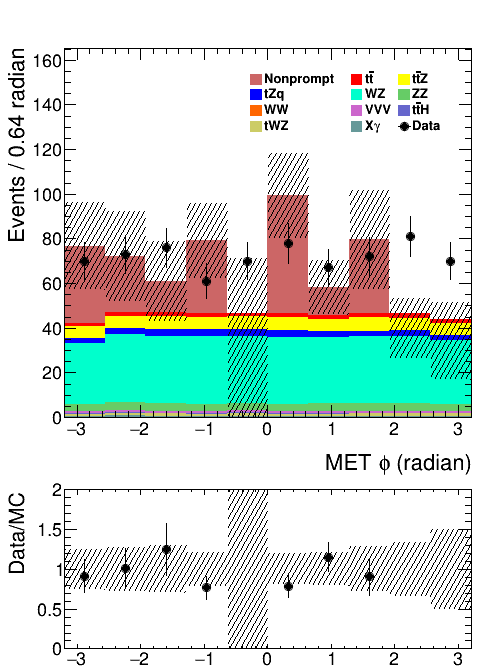 Events / 0.64 radian
160
140
120
100
80
60
40
20
0
Nonprompt tt̄ tt̄Z
tZq WZ ZZ
WW VVV tt̄H
tWZ Xγ Data
−3 −2 −1 0 1 2 3
MET ϕ (radian)
Data/MC
2
1.5
1
0.5
0
−3 −2 −1 0 1 2 3